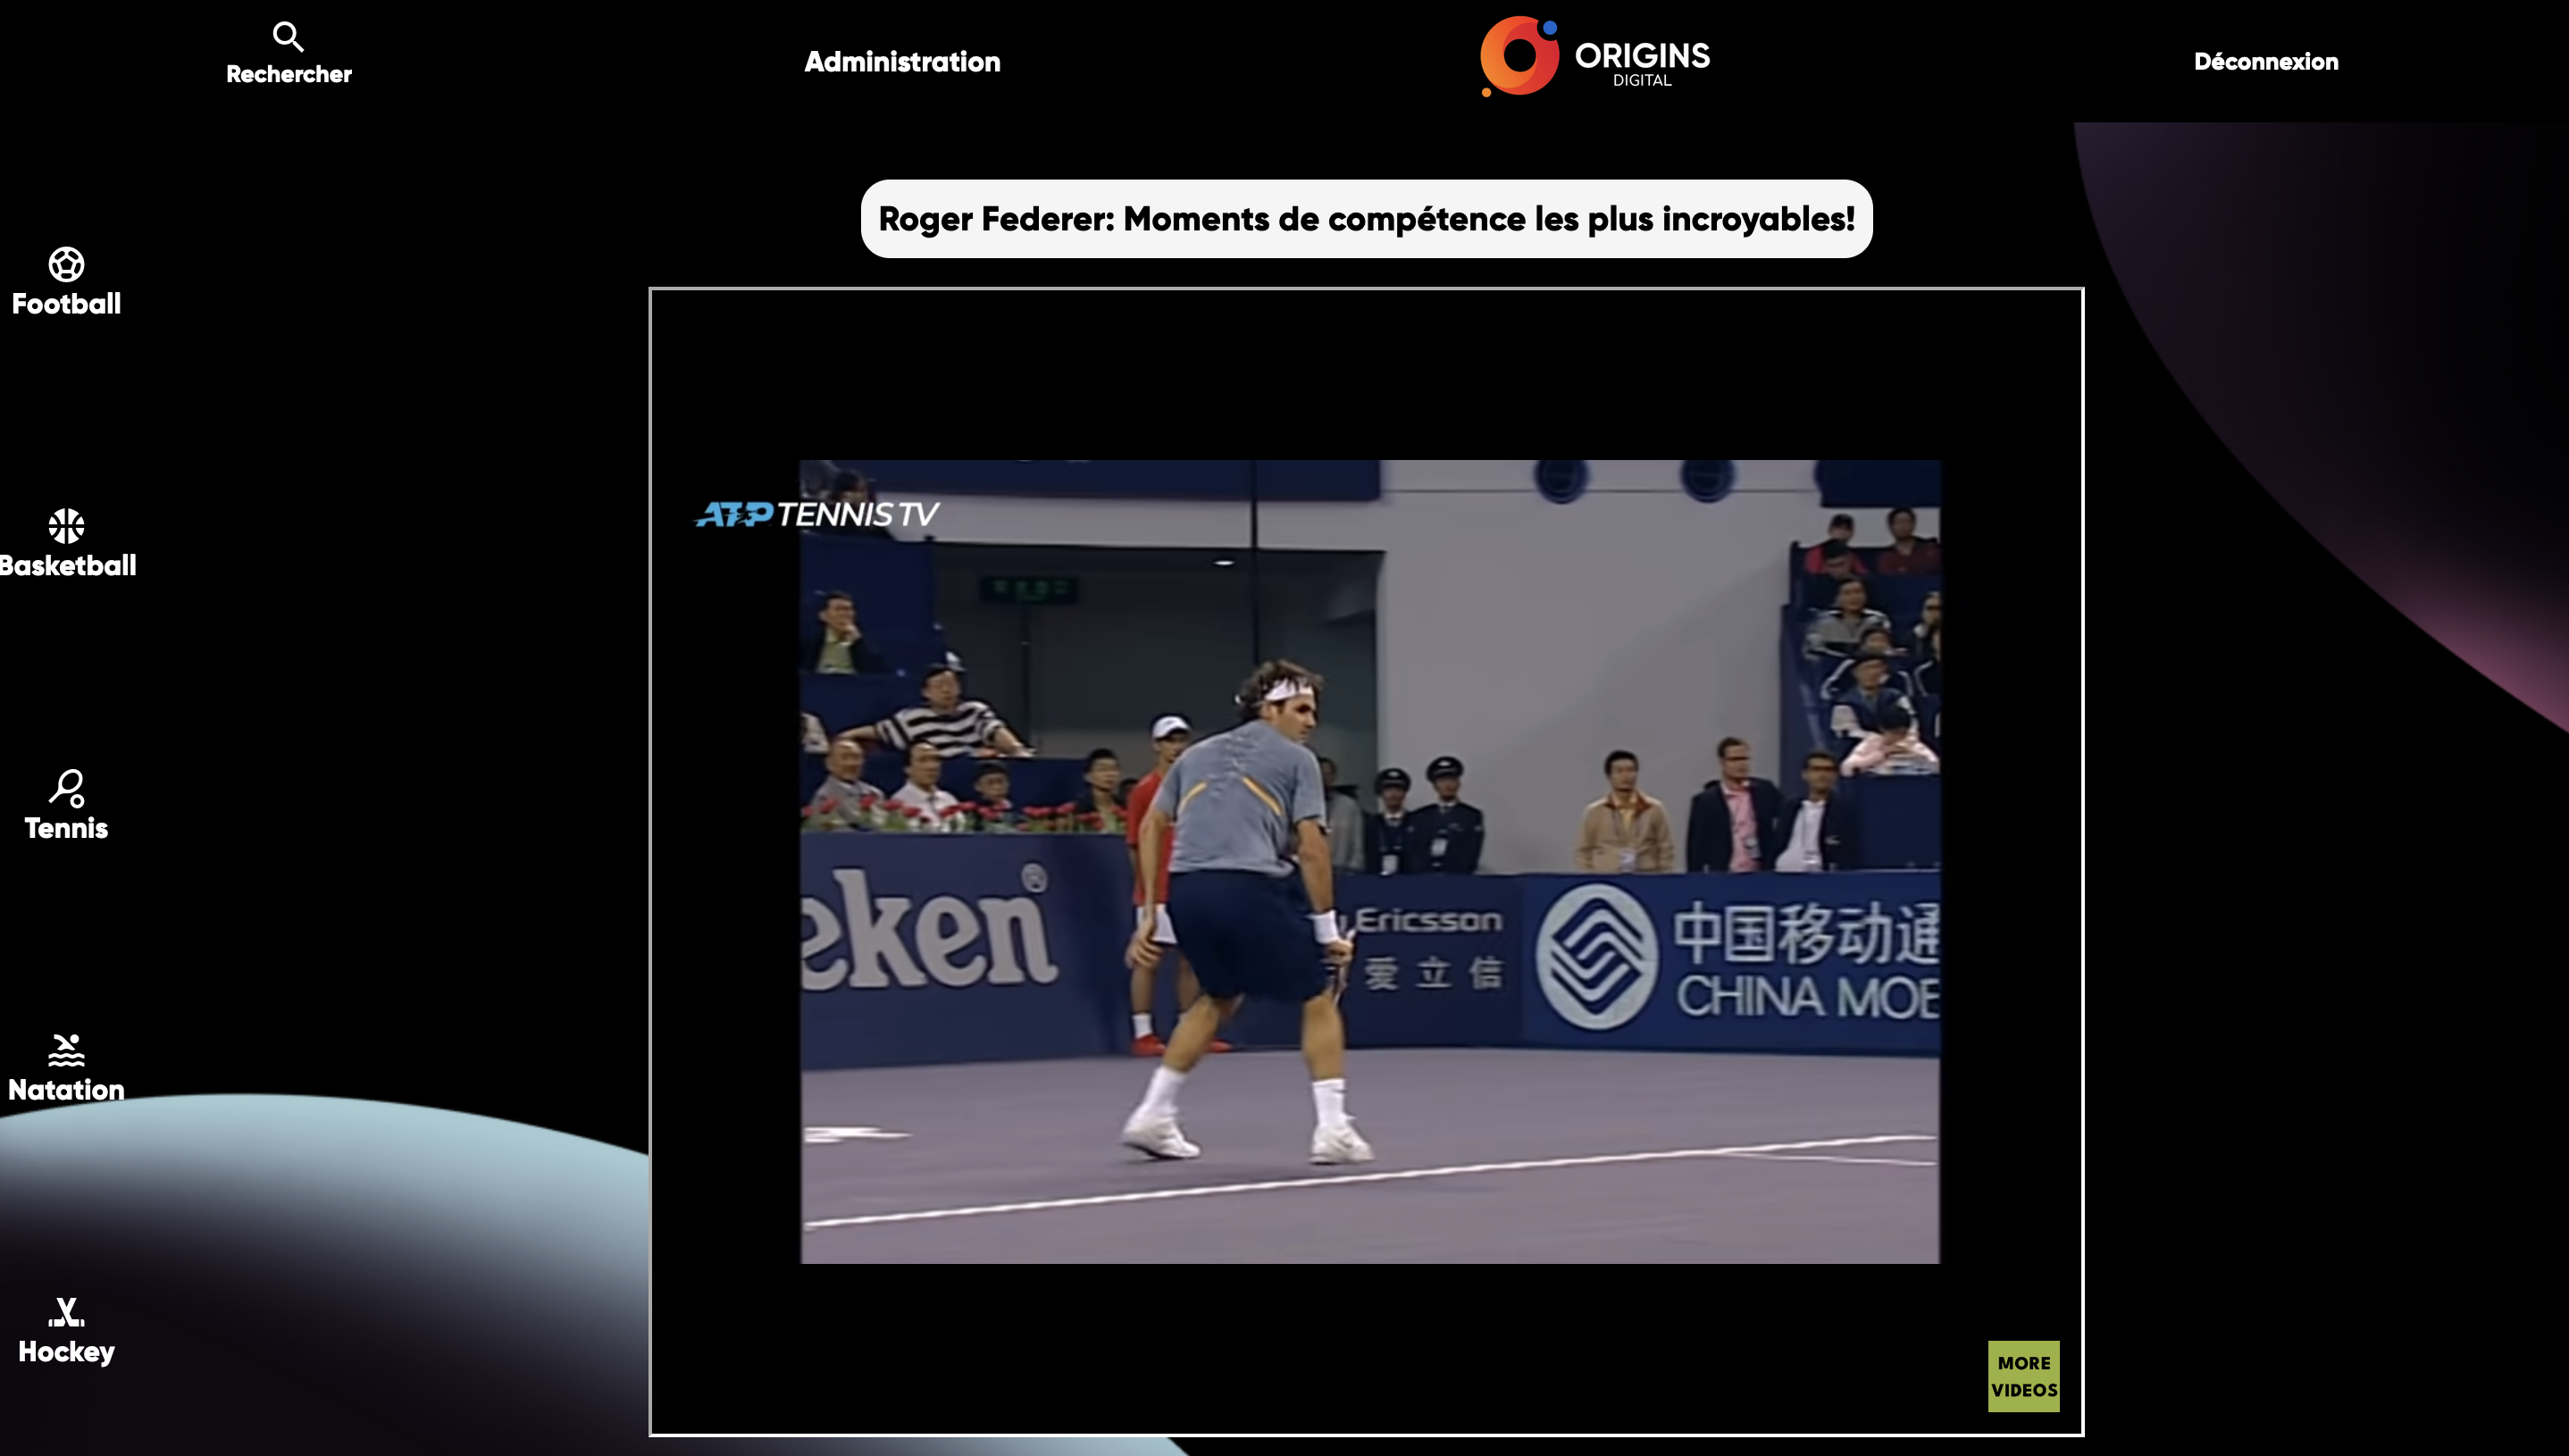 Rechercher
Administration
ORIGINS
DIGITAL
Déconnexion
Roger Federer: Moments de compétence les plus incroyables!
Football
Basketball
Tennis
Natation
Hockey
ATP TENNIS TV
eken®
Ericsson
爱立信
中国移动通
CHINA MOB
MORE
VIDEOS